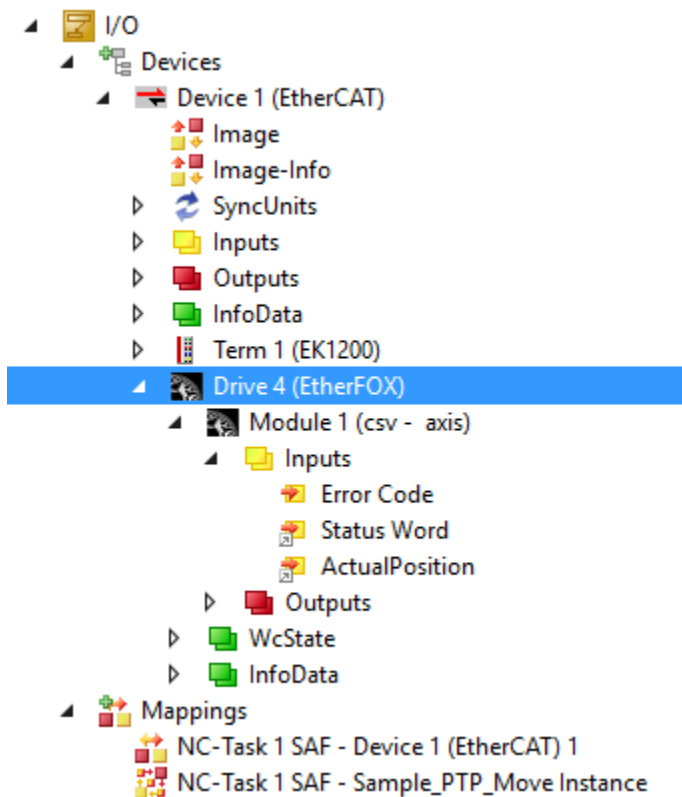 I/O
Devices
Device 1 (EtherCAT)
Image
Image-Info
SyncUnits
Inputs
Outputs
InfoData
Term 1 (EK1200)
Drive 4 (EtherFOX)
Module 1 (csv - axis)
Inputs
Error Code
Status Word
ActualPosition
Outputs
WcState
InfoData
Mappings
NC-Task 1 SAF - Device 1 (EtherCAT) 1
NC-Task 1 SAF - Sample_PTP_Move Instance